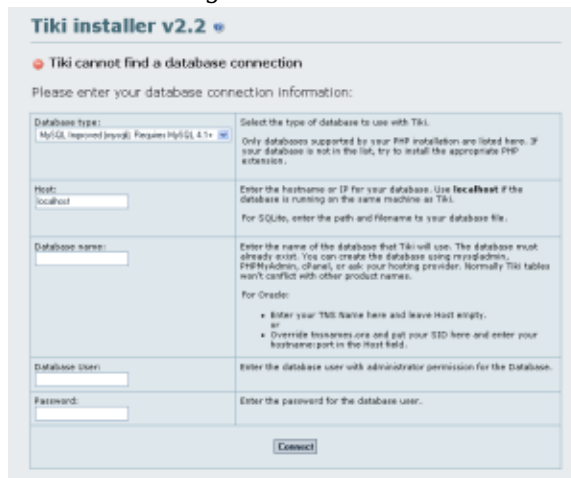 Tiki installer v2.2
Tiki cannot find a database connection
Please enter your database connection information:
Database type:
MySQL Improved (mysqli). Requires MySQL 4.1+
Select the type of database to use with Tiki.
Only databases supported by your PHP installation are listed here. If
your database is not in the list, try to install the appropriate PHP
extension.
Host:
localhost
Enter the hostname or IP for your database. Use localhost if the
database is running on the same machine as Tiki.
For SQLite, enter the path and filename to your database file.
Database name:
Enter the name of the database that Tiki will use. The database must
already exist. You can create the database using mysqladmin,
PHPMyAdmin, cPanel, or ask your hosting provider. Normally Tiki tables
won't conflict with other product names.
For Oracle:
• Enter your TNS Name here and leave Host empty.
or
• Override tnsnames.ora and put your SID here and enter your
hostname:port in the Host field.
Database User:
Enter the database user with administrator permission for the Database.
Password:
Enter the password for the database user.
Connect